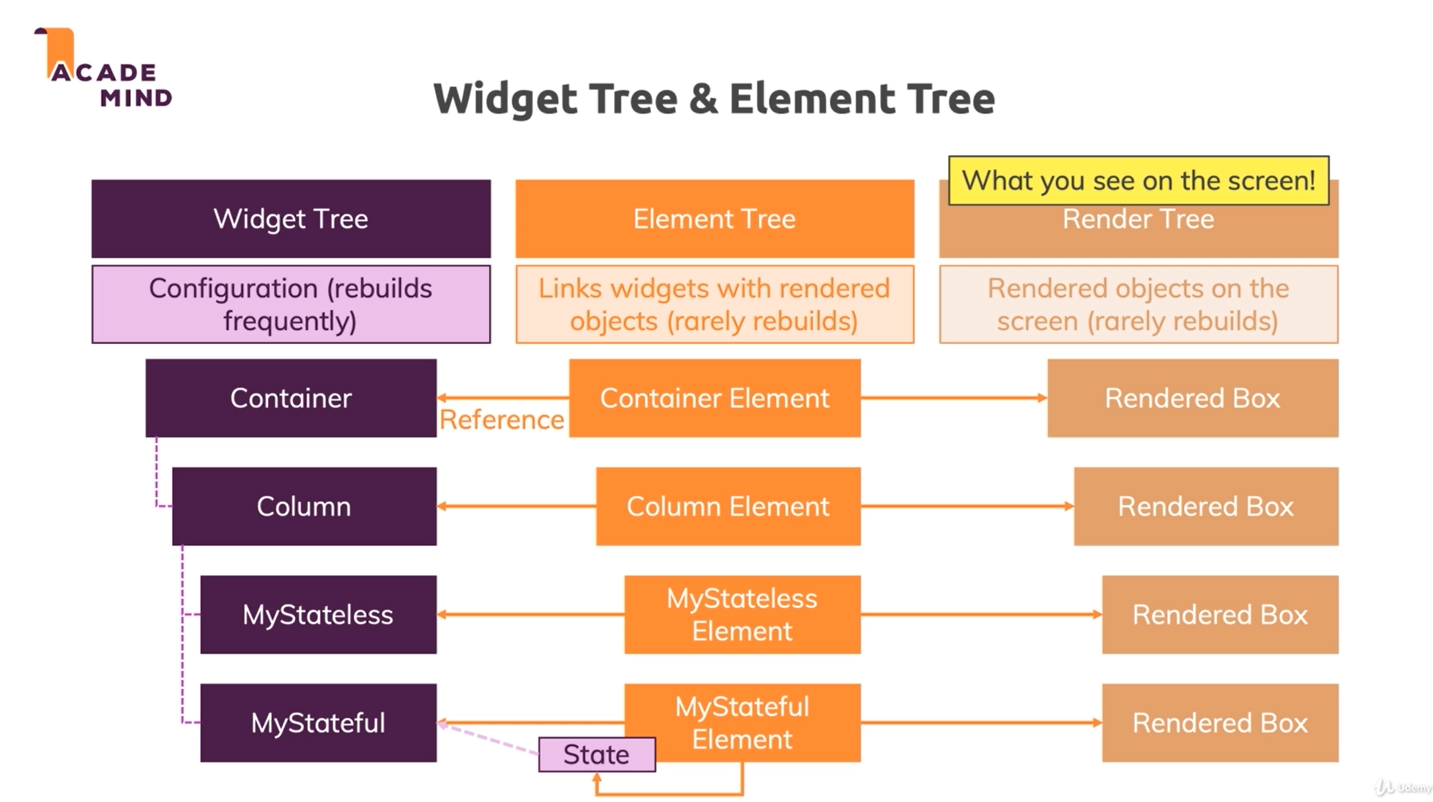 ACADE
MIND
Widget Tree & Element Tree
What you see on the screen!
Widget Tree
Element Tree
Render Tree
Configuration (rebuilds
frequently)
Links widgets with rendered
objects (rarely rebuilds)
Rendered objects on the
screen (rarely rebuilds)
Container
Reference
Container Element
Rendered Box
Column
Column Element
Rendered Box
MyStateless
MyStateless
Element
Rendered Box
MyStateful
MyStateful
Element
State
Rendered Box
Udemy